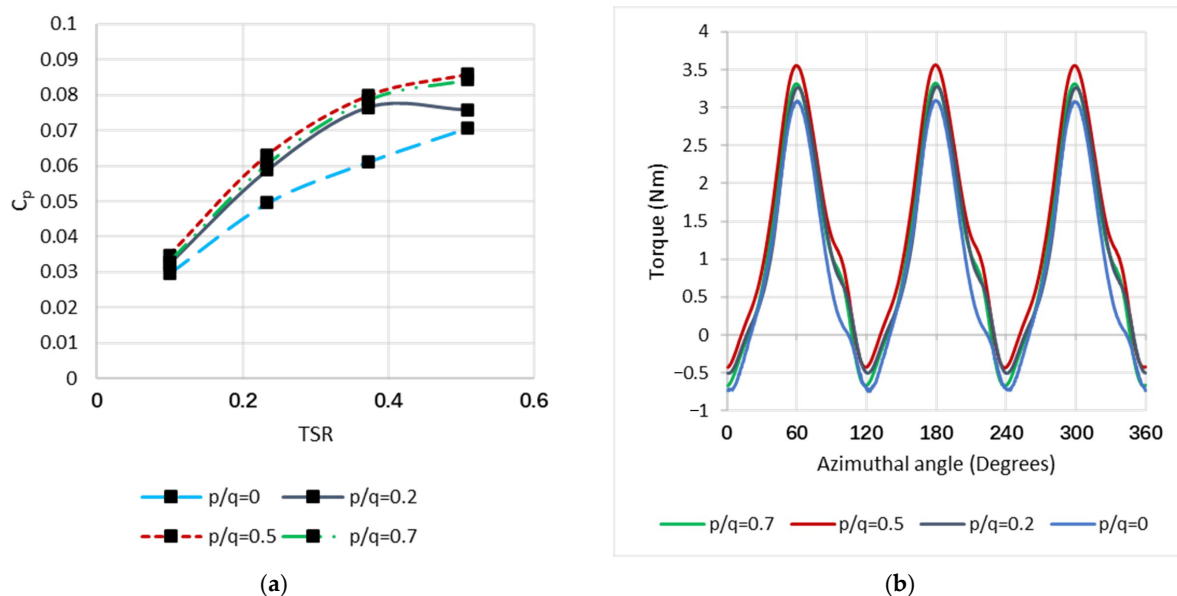 0.1
0.09
0.08
0.07
0.06
0.05
0.04
0.03
0.02
0.01
0
Cp
0 0.2 0.4 0.6
TSR
p/q=0 p/q=0.2
p/q=0.5 p/q=0.7
(a)
4
3.5
3
2.5
2
1.5
1
0.5
0
−0.5
−1
Torque (Nm)
0 60 120 180 240 300 360
Azimuthal angle (Degrees)
p/q=0.7 p/q=0.5 p/q=0.2 p/q=0
(b)